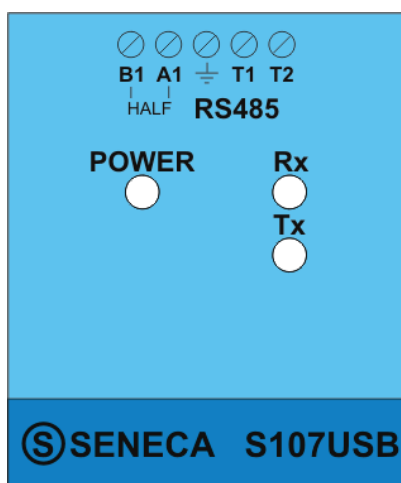 B1 A1 T1 T2
HALF RS485
POWER Rx
Tx
SENECA S107USB